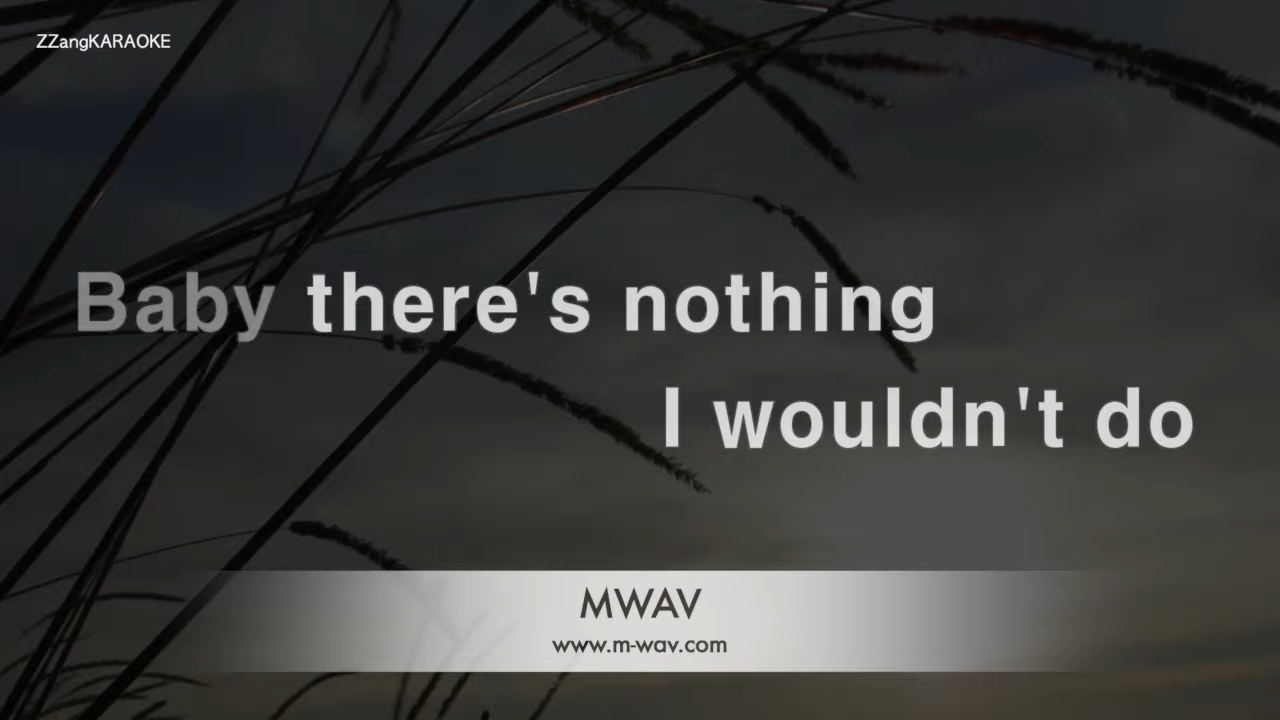 ZZangKARAOKE
Baby there's nothing
I wouldn't do
MWAV
www.m-wav.com